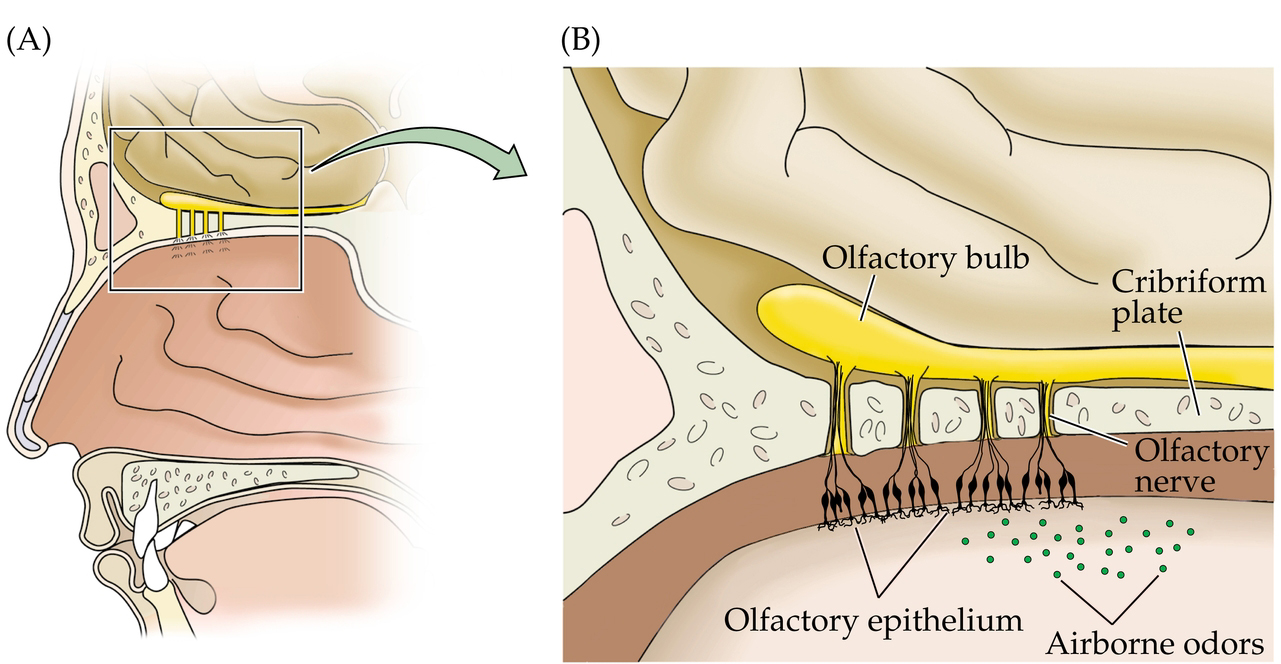 (A)
(B)
Olfactory bulb
Cribriform
plate
Olfactory
nerve
Olfactory epithelium
Airborne odors